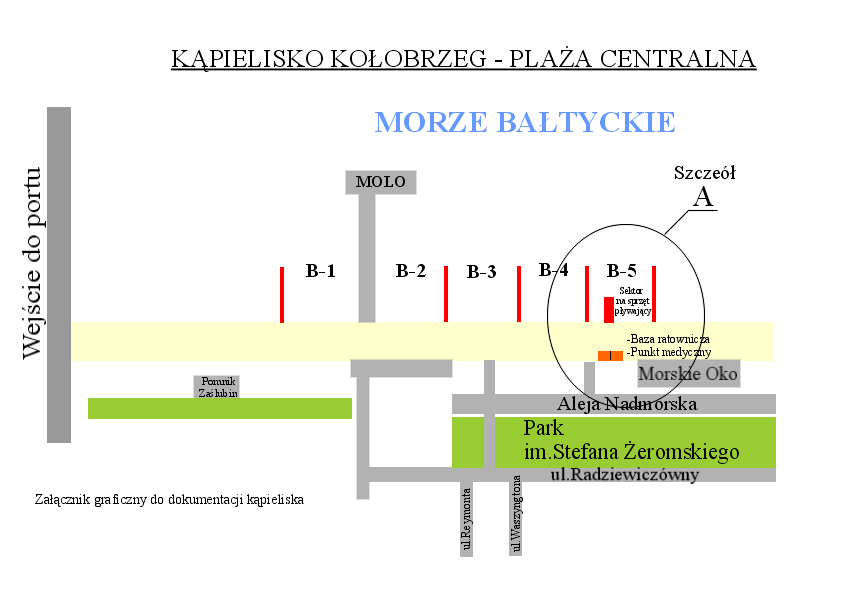 KĄPIELISKO KOŁOBRZEG - PLAŻA CENTRALNA
MORZE BAŁTYCKIE
Wejście do portu
MOLO
Szczeół
A
B-1
B-2
B-3
B-4
B-5
Sektor
na sprzęt
pływający
-Baza ratownicza
-Punkt medyczny
Morskie Oko
Pomnik
Zaślubin
Aleja Nadmorska
Park
im.Stefana Żeromskiego
ul.Radziewiczówny
Załącznik graficzny do dokumentacji kąpieliska
ul.Reymonta
ul.Waszyngtona